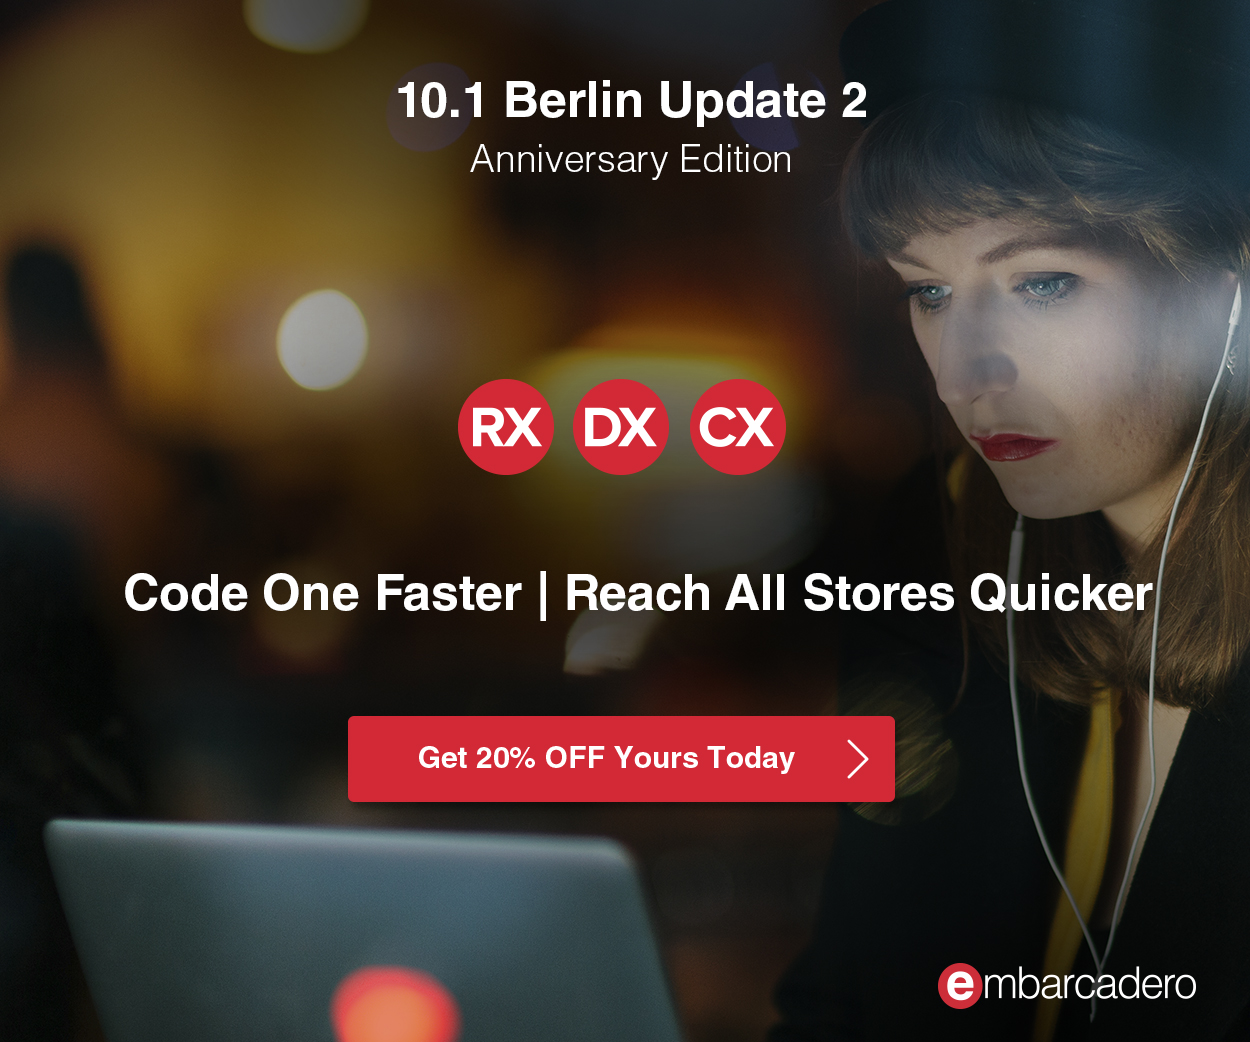 10.1 Berlin Update 2
Anniversary Edition
RX DX CX
Code One Faster | Reach All Stores Quicker
Get 20% OFF Yours Today
embarcadero